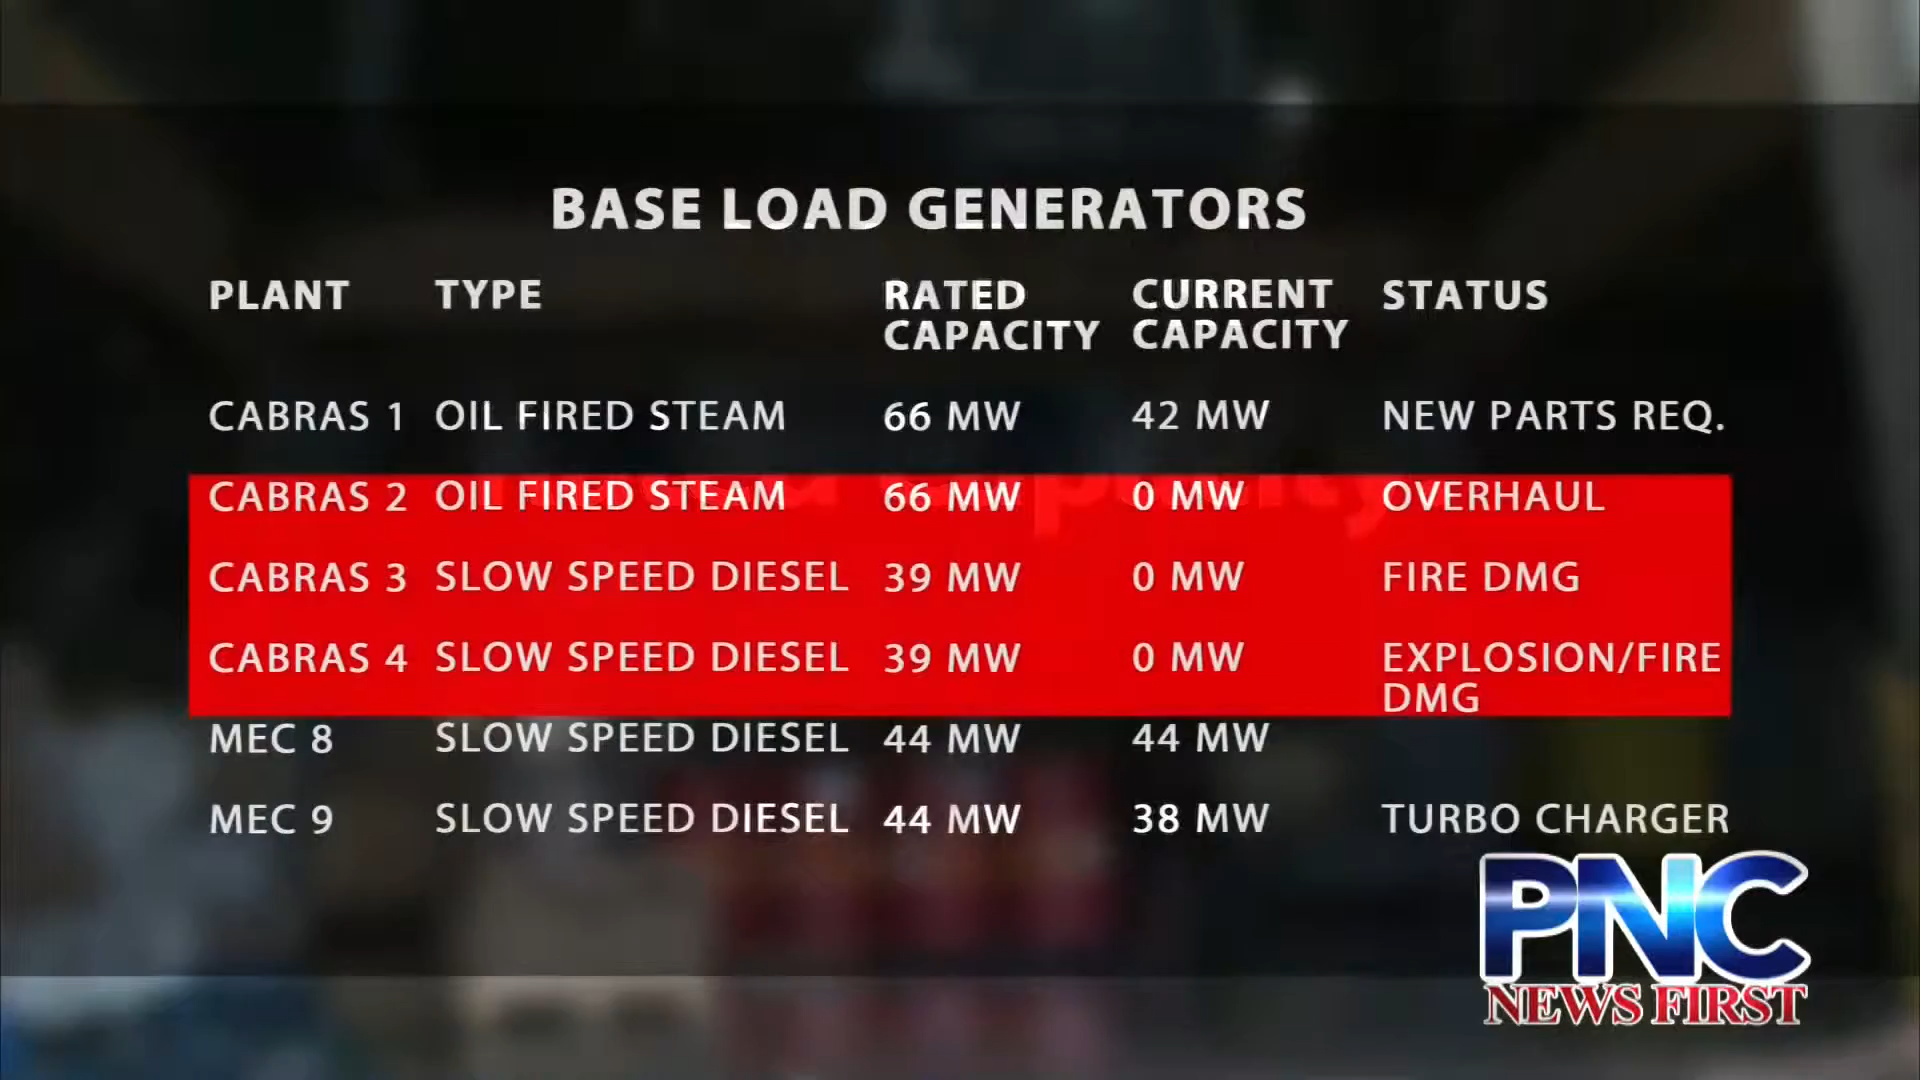 BASE LOAD GENERATORS
PLANT TYPE RATED CAPACITY CURRENT CAPACITY STATUS
CABRAS 1 OIL FIRED STEAM 66 MW 42 MW NEW PARTS REQ.
CABRAS 2 OIL FIRED STEAM 66 MW 0 MW OVERHAUL
CABRAS 3 SLOW SPEED DIESEL 39 MW 0 MW FIRE DMG
CABRAS 4 SLOW SPEED DIESEL 39 MW 0 MW EXPLOSION/FIRE
DMG
MEC 8 SLOW SPEED DIESEL 44 MW 44 MW
MEC 9 SLOW SPEED DIESEL 44 MW 38 MW TURBO CHARGER
PNC
NEWS FIRST